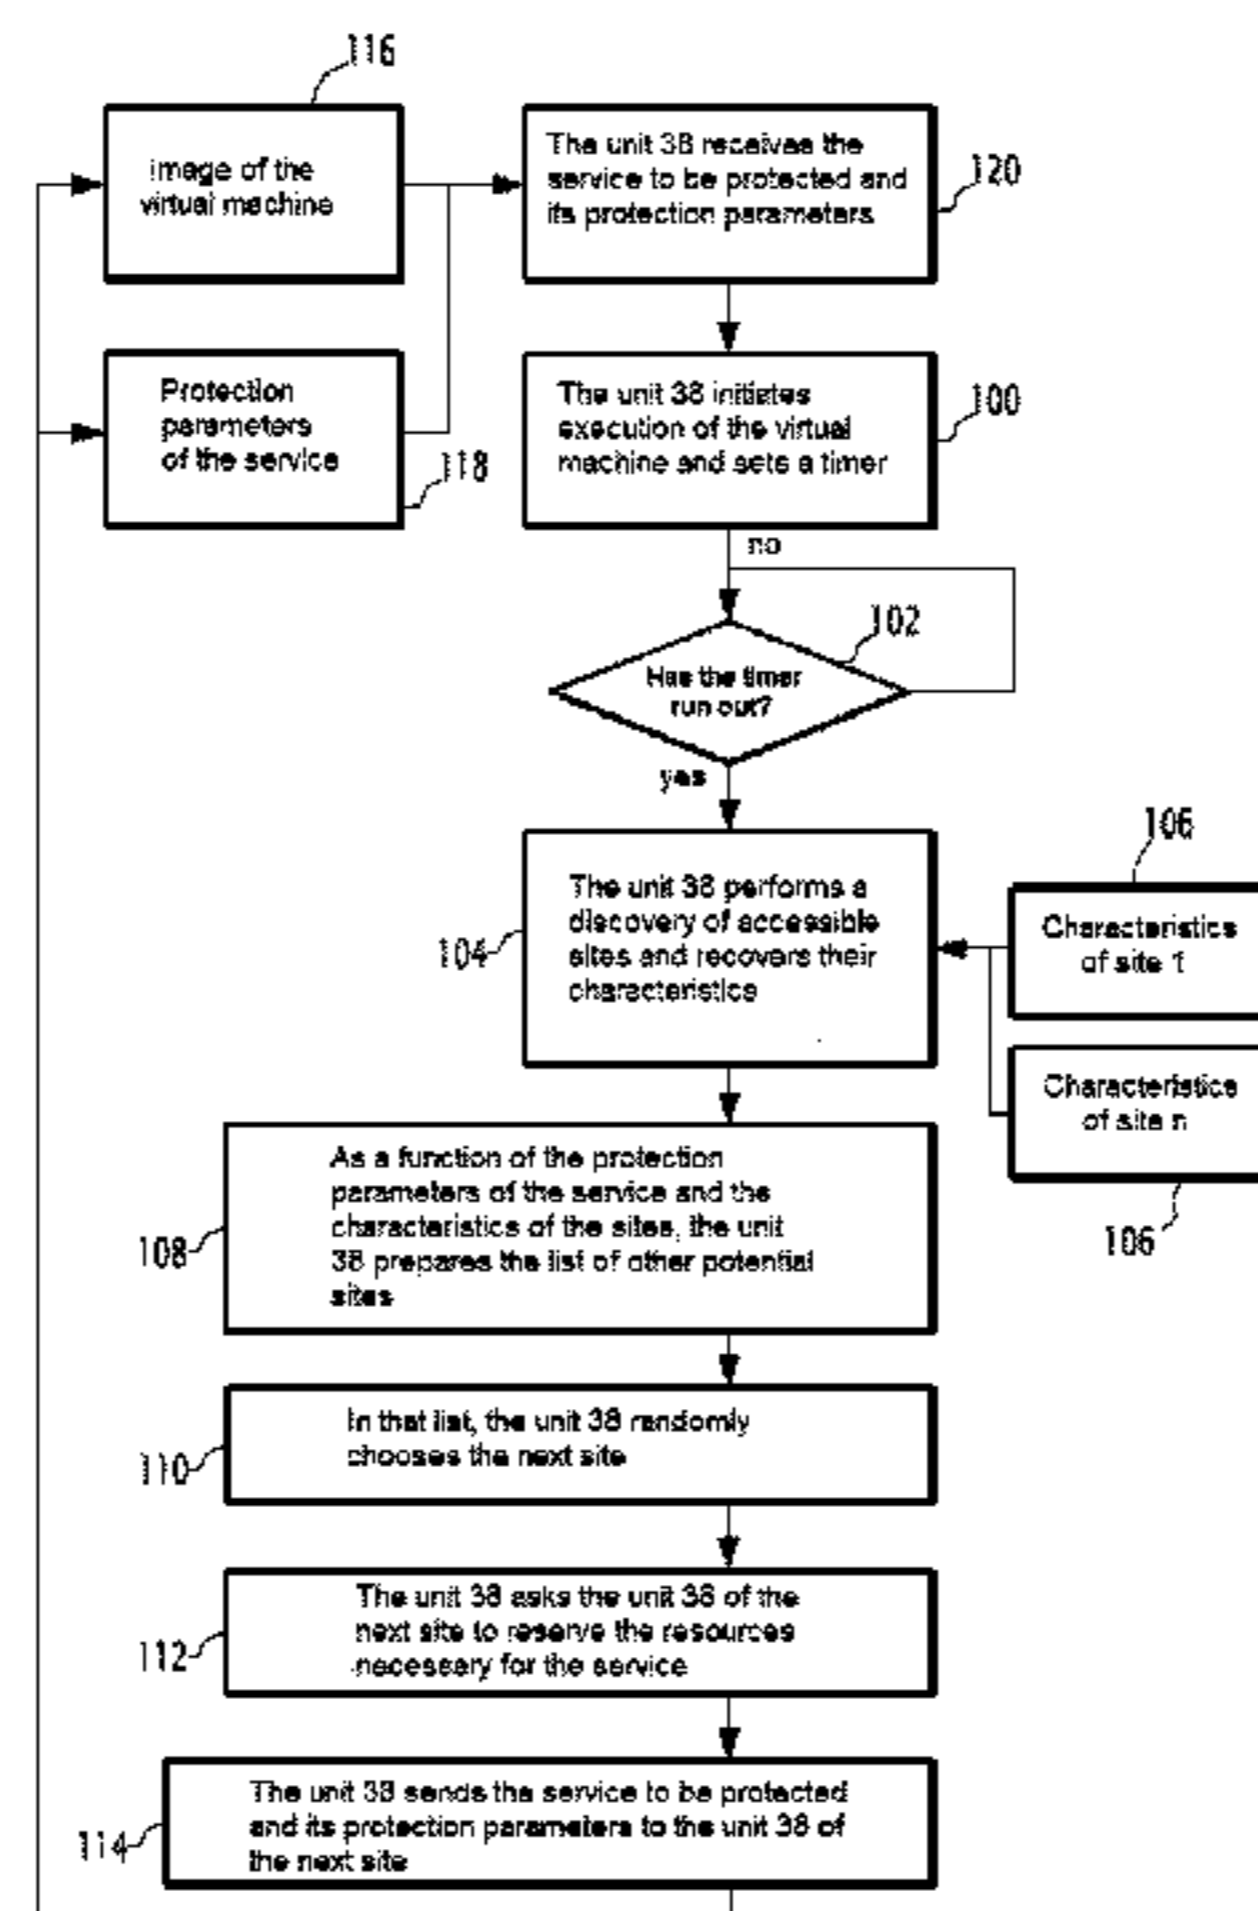 116
image of the
virtual machine
The unit 38 receives the
service to be protected and
its protection parameters
120
Protection
parameters
of the service
118
The unit 38 initiates
execution of the virtual
machine and sets a timer
100
no
102
Has the timer
run out?
yes
106
The unit 38 performs a
discovery of accessible
sites and recovers their
characteristics
104
Characteristics
of site 1
Characteristics
of site n
106
As a function of the protection
parameters of the service and the
characteristics of the sites, the unit
38 prepares the list of other potential
sites
108
In that list, the unit 38 randomly
chooses the next site
110
The unit 38 asks the unit 38 of the
next site to reserve the resources
necessary for the service
112
The unit 38 sends the service to be protected
and its protection parameters to the unit 38 of
the next site
114